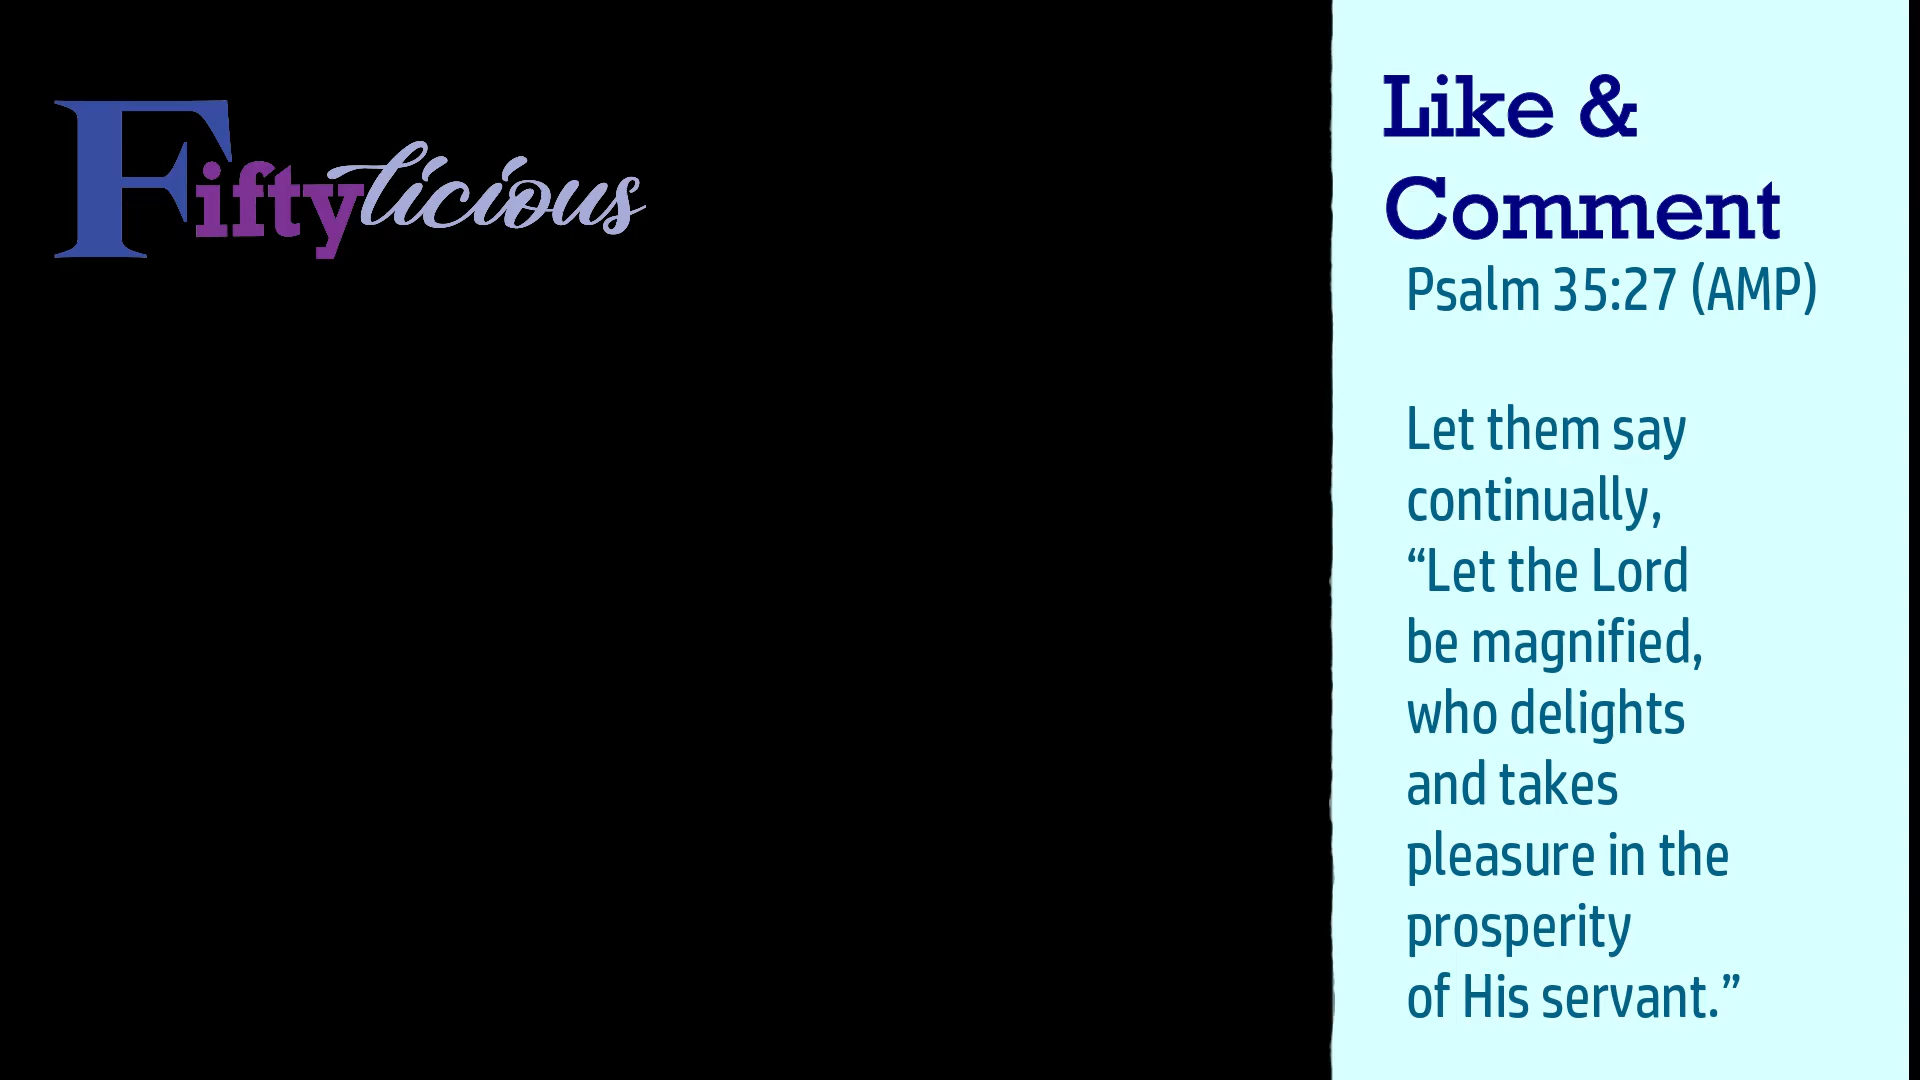 Fiftylicious
Like &
Comment
Psalm 35:27 (AMP)
Let them say
continually,
“Let the Lord
be magnified,
who delights
and takes
pleasure in the
prosperity
of His servant.”